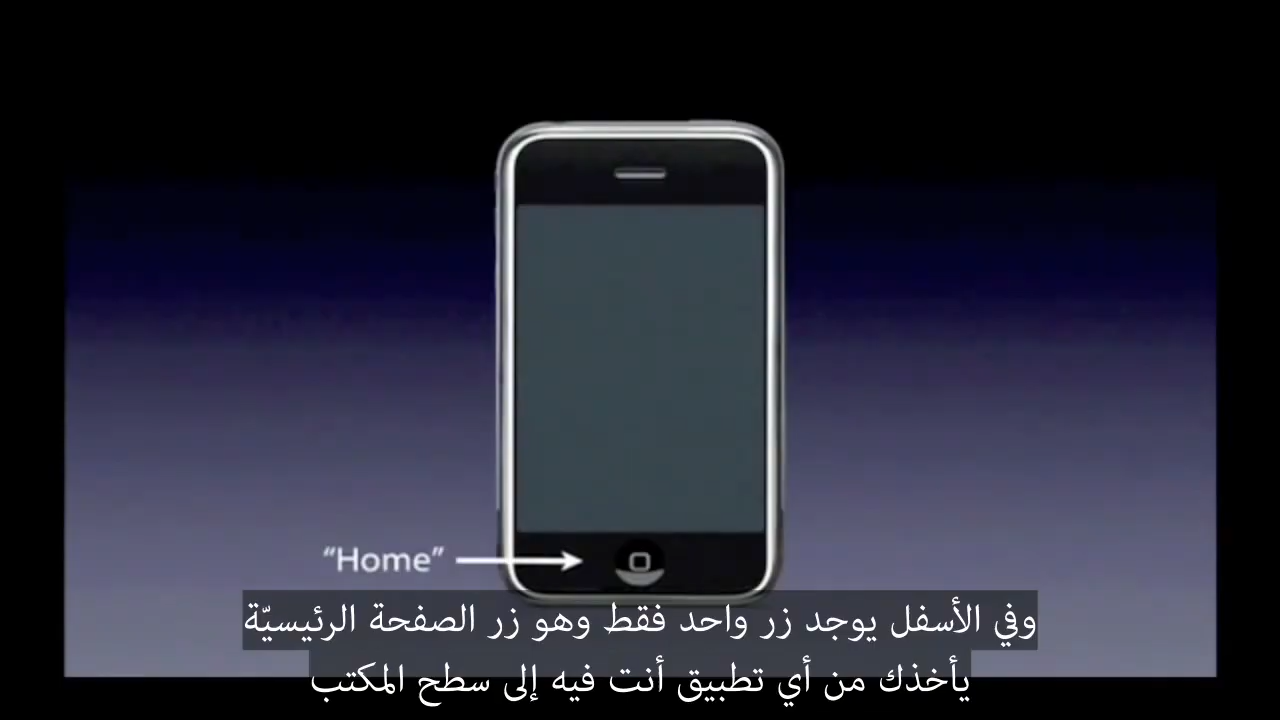 “Home”
وفي الأسفل يوجد زر واحد فقط وهو زر الصفحة الرئيسيّة
يأخذك من أي تطبيق أنت فيه إلى سطح المكتب